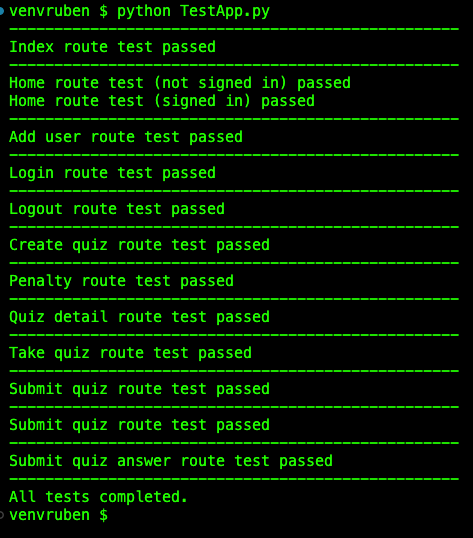 venvruben $ python TestApp.py
--------------------------------------------------
Index route test passed
--------------------------------------------------
Home route test (not signed in) passed
Home route test (signed in) passed
--------------------------------------------------
Add user route test passed
--------------------------------------------------
Login route test passed
--------------------------------------------------
Logout route test passed
--------------------------------------------------
Create quiz route test passed
--------------------------------------------------
Penalty route test passed
--------------------------------------------------
Quiz detail route test passed
--------------------------------------------------
Take quiz route test passed
--------------------------------------------------
Submit quiz route test passed
--------------------------------------------------
Submit quiz route test passed
--------------------------------------------------
Submit quiz answer route test passed
--------------------------------------------------
All tests completed.
venvruben $